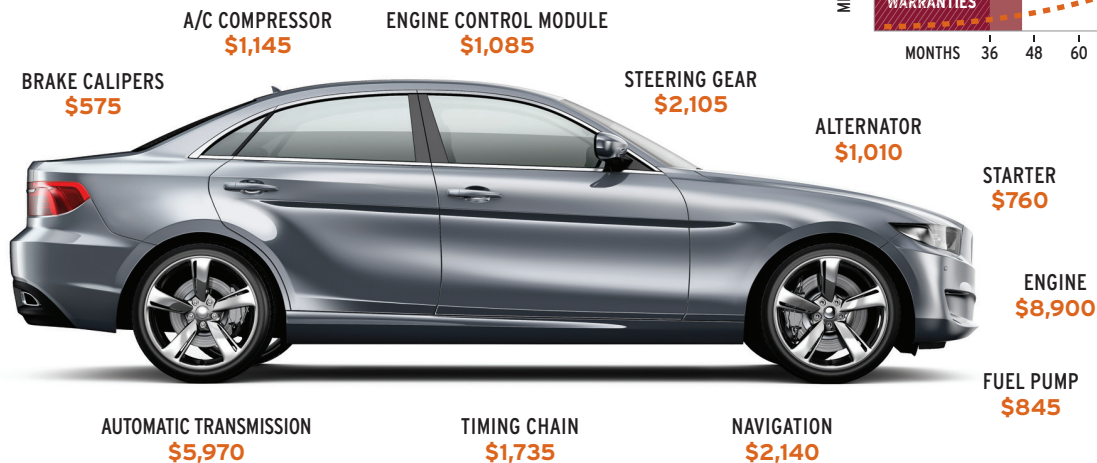 WARRANTIES
MONTHS 36 48 60
A/C COMPRESSOR
$1,145
ENGINE CONTROL MODULE
$1,085
BRAKE CALIPERS
$575
STEERING GEAR
$2,105
ALTERNATOR
$1,010
STARTER
$760
ENGINE
$8,900
FUEL PUMP
$845
AUTOMATIC TRANSMISSION
$5,970
TIMING CHAIN
$1,735
NAVIGATION
$2,140